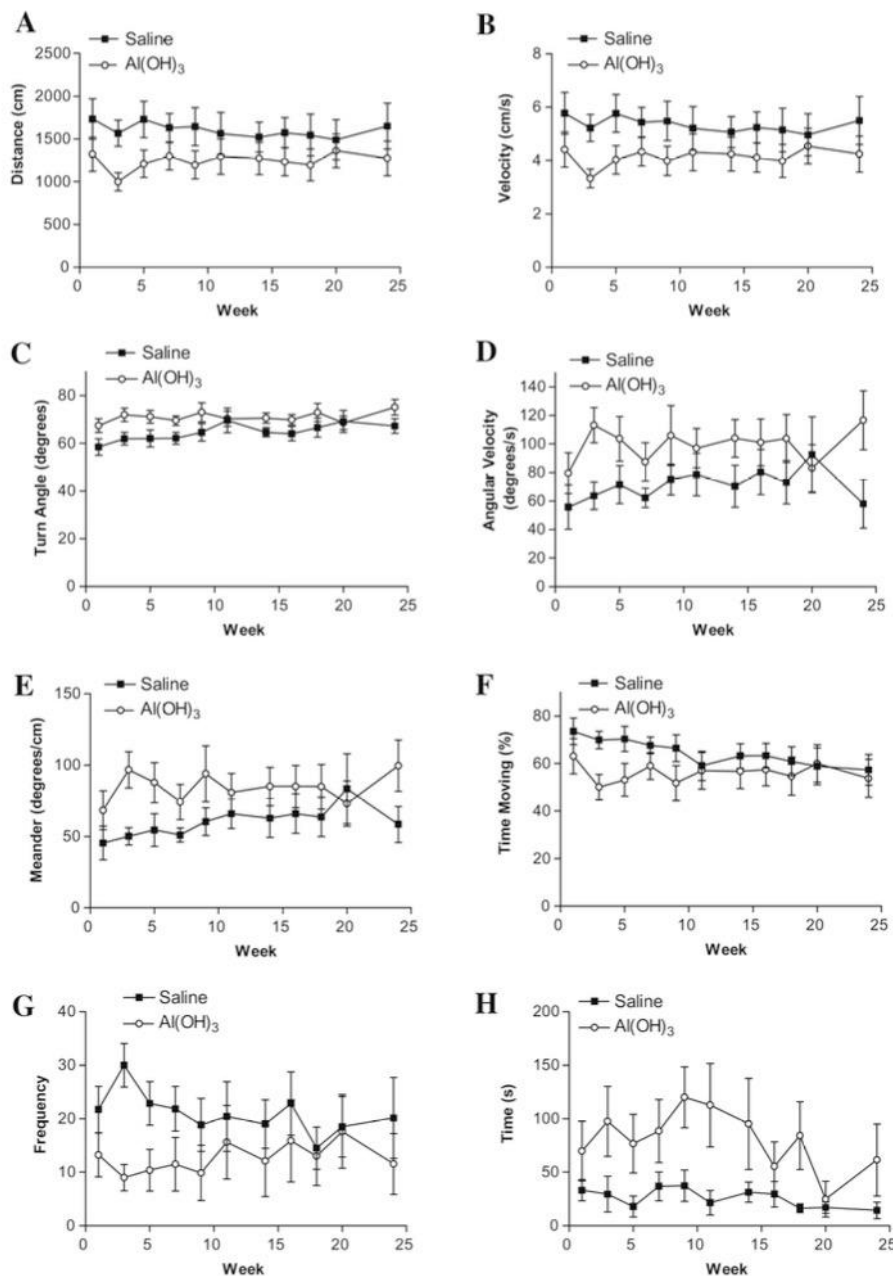 A
Saline
Al(OH)3
2500
2000
1500
1000
500
0
Distance (cm)
0 5 10 15 20 25
Week
B
Saline
Al(OH)3
8
6
4
2
0
Velocity (cm/s)
0 5 10 15 20 25
Week
C
Saline
Al(OH)3
80
60
40
20
0
Turn Angle (degrees)
0 5 10 15 20 25
Week
D
Saline
Al(OH)3
140
120
100
80
60
40
20
0
Angular Velocity
(degrees/s)
0 5 10 15 20 25
Week
E
Saline
Al(OH)3
150
100
50
0
Meander (degrees/cm)
0 5 10 15 20 25
Week
F
Saline
Al(OH)3
80
60
40
20
0
Time Moving (%)
0 5 10 15 20 25
Week
G
Saline
Al(OH)3
40
30
20
10
0
Frequency
0 5 10 15 20 25
Week
H
Saline
Al(OH)3
200
150
100
50
0
Time (s)
0 5 10 15 20 25
Week